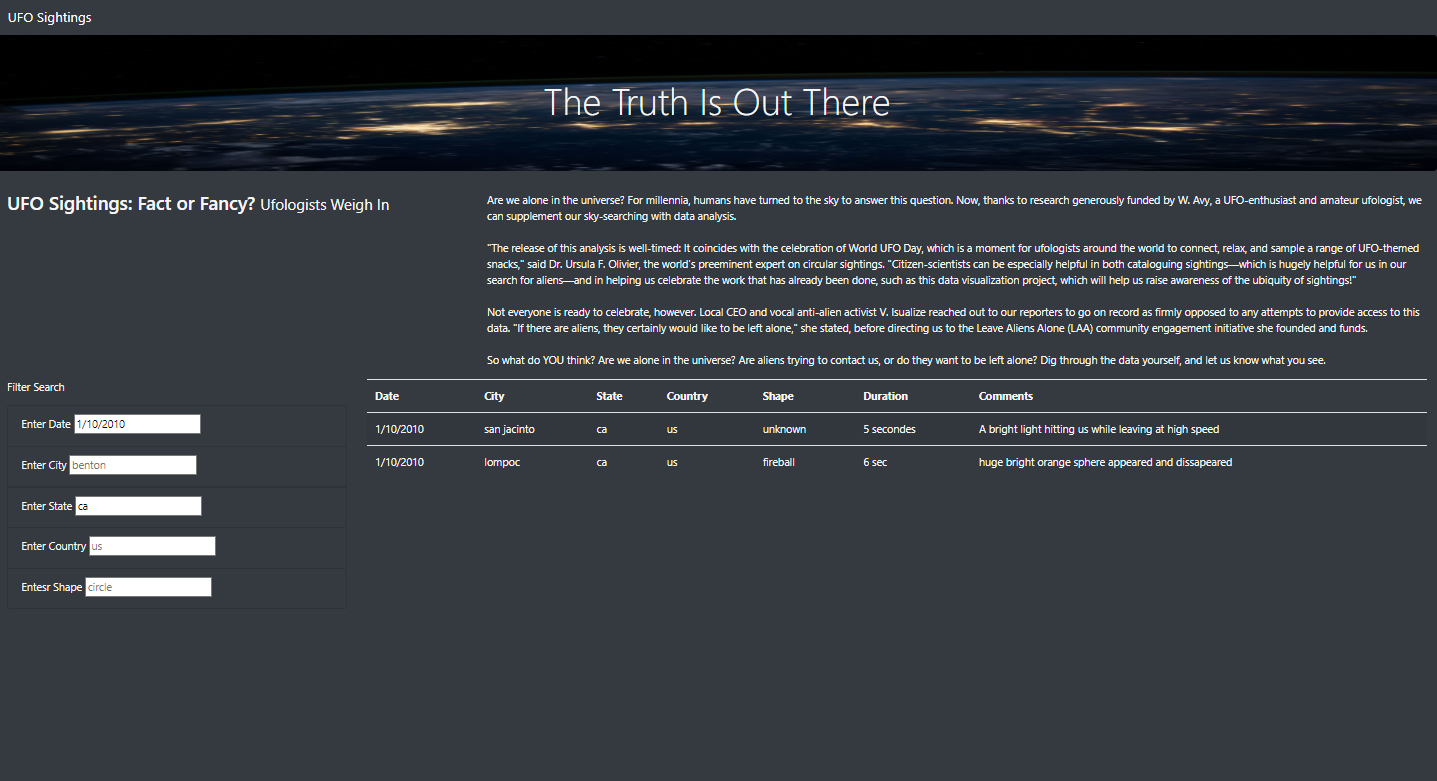 UFO Sightings
The Truth Is Out There
UFO Sightings: Fact or Fancy? Ufologists Weigh In
Are we alone in the universe? For millennia, humans have turned to the sky to answer this question. Now, thanks to research generously funded by W. Avy, a UFO-enthusiast and amateur ufologist, we
can supplement our sky-searching with data analysis.
"The release of this analysis is well-timed: It coincides with the celebration of World UFO Day, which is a moment for ufologists around the world to connect, relax, and sample a range of UFO-themed
snacks," said Dr. Ursula F. Olivier, the world's preeminent expert on circular sightings. "Citizen-scientists can be especially helpful in both cataloguing sightings—which is hugely helpful for us in our
search for aliens—and in helping us celebrate the work that has already been done, such as this data visualization project, which will help us raise awareness of the ubiquity of sightings!"
Not everyone is ready to celebrate, however. Local CEO and vocal anti-alien activist V. Isualize reached out to our reporters to go on record as firmly opposed to any attempts to provide access to this
data. "If there are aliens, they certainly would like to be left alone," she stated, before directing us to the Leave Aliens Alone (LAA) community engagement initiative she founded and funds.
So what do YOU think? Are we alone in the universe? Are aliens trying to contact us, or do they want to be left alone? Dig through the data yourself, and let us know what you see.
Filter Search
Enter Date 1/10/2010
Enter City benton
Enter State ca
Enter Country us
Entesr Shape circle
Date City State Country Shape Duration Comments
1/10/2010 san jacinto ca us unknown 5 secondes A bright light hitting us while leaving at high speed
1/10/2010 lompoc ca us fireball 6 sec huge bright orange sphere appeared and dissapeared